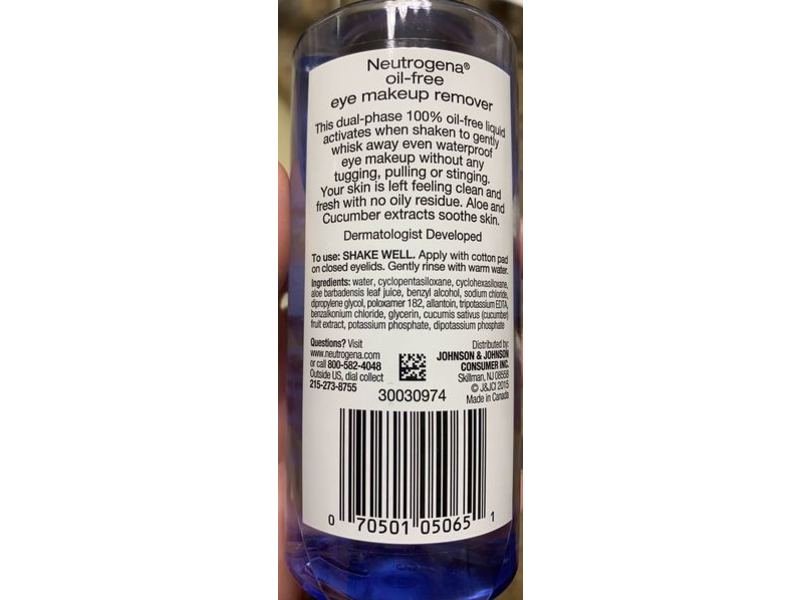 Neutrogena®
oil-free
eye makeup remover
This dual-phase 100% oil-free liquid
activates when shaken to gently
whisk away even waterproof
eye makeup without any
tugging, pulling or stinging.
Your skin is left feeling clean and
fresh with no oily residue. Aloe and
Cucumber extracts soothe skin.
Dermatologist Developed
To use: SHAKE WELL. Apply with cotton pad
on closed eyelids. Gently rinse with warm water.
Ingredients: water, cyclopentasiloxane, cyclohexasiloxane,
aloe barbadensis leaf juice, benzyl alcohol, sodium chloride,
dipropylene glycol, poloxamer 182, allantoin, tripotassium EDTA,
benzalkonium chloride, glycerin, cucumis sativus (cucumber)
fruit extract, potassium phosphate, dipotassium phosphate
Questions? Visit
www.neutrogena.com
or call 800-582-4048
Outside US, dial collect
215-273-8755
Distributed by:
JOHNSON & JOHNSON
CONSUMER INC.
Skillman, NJ 08558
© J&JCI 2015
Made in Canada
30030974
0 70501 05065 1